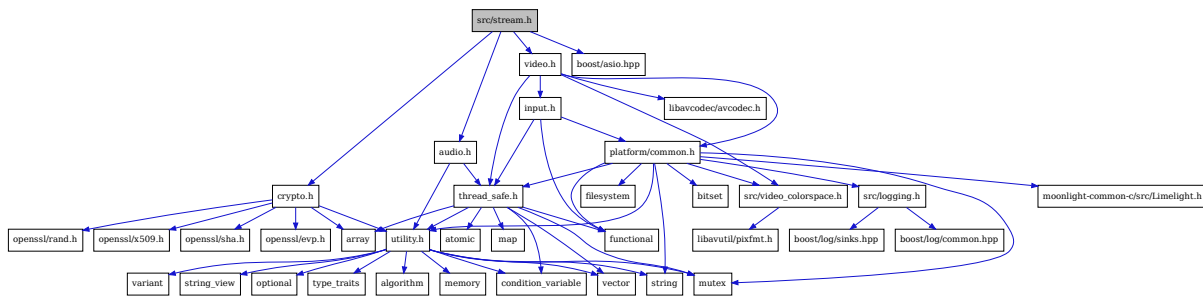 src/stream.h
video.h
boost/asio.hpp
input.h
libavcodec/avcodec.h
audio.h
platform/common.h
crypto.h
thread_safe.h
filesystem
bitset
src/video_colorspace.h
src/logging.h
moonlight-common-c/src/Limelight.h
openssl/rand.h
openssl/x509.h
openssl/sha.h
openssl/evp.h
array
utility.h
atomic
map
functional
libavutil/pixfmt.h
boost/log/sinks.hpp
boost/log/common.hpp
variant
string_view
optional
type_traits
algorithm
memory
condition_variable
vector
string
mutex